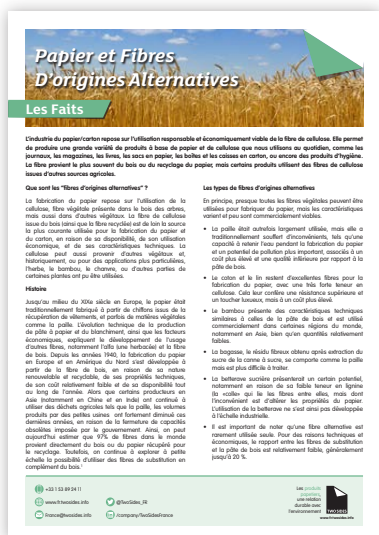 Papier et Fibres
D'origines Alternatives
Les Faits
L'industrie du papier/carton repose sur l'utilisation responsable et économiquement viable de la fibre de cellulose. Elle permet
de produire une grande variété de produits à base de papier et de cellulose que nous utilisons au quotidien, comme les
journaux, les magazines, les livres, les sacs en papier, les boîtes et les caisses en carton, ou encore des produits d'hygiène.
La fibre provient le plus souvent du bois ou du recyclage du papier, mais certains produits utilisent des fibres de cellulose
issues d'autres sources agricoles.
Que sont les "fibres d'origines alternatives" ?
La fabrication du papier repose sur l'utilisation de la
cellulose, fibre végétale présente dans le bois des arbres,
mais aussi dans d'autres végétaux. La fibre de cellulose
issue du bois (ainsi que la fibre recyclée) est de loin la source
la plus courante utilisée pour la fabrication du papier et
du carton, en raison de sa disponibilité, de son utilisation
économique, et de ses caractéristiques techniques. La
cellulose peut aussi provenir d'autres végétaux et,
historiquement, ou pour des applications plus particulières,
l'herbe, le bambou, le chanvre, ou d'autres parties de
certaines plantes ont pu être utilisées.
Histoire
Jusqu'au milieu du XIXe siècle en Europe, le papier était
traditionnellement fabriqué à partir de chiffons issus de la
récupération de vêtements, et parfois de matières végétales
comme la paille. L'évolution technique de la production
de pâte à papier et du blanchiment, ainsi que les facteurs
économiques, expliquent le développement de l'usage
d'autres fibres, notamment l'alfa (une herbacée) et la fibre
de bois. Depuis les années 1940, la fabrication du papier
en Europe et en Amérique du Nord s'est développée à
partir de la fibre de bois, en raison de sa nature
renouvelable et recyclable, de ses propriétés techniques,
de son coût relativement faible et de sa disponibilité tout
au long de l'année. Alors que certains producteurs en
Asie (notamment en Chine et en Inde) ont continué à
utiliser des déchets agricoles tels que la paille, les volumes
produits par des petites usines ont fortement diminué ces
dernières années, en raison de la fermeture de capacités
obsolètes imposée par le gouvernement. Ainsi, on peut
aujourd'hui estimer que 97% de fibres dans le monde
provient directement du bois ou du papier récupéré pour
le recyclage. Toutefois, on continue à explorer à petite
échelle la possibilité d'utiliser des fibres de substitution en
complément du bois.¹
Les types de fibres d'origines alternatives
En principe, presque toutes les fibres végétales peuvent être
utilisées pour fabriquer du papier, mais les caractéristiques
varient et peu sont commercialement viables.
• La paille était autrefois largement utilisée, mais elle a
traditionnellement souffert d'inconvénients, tels qu'une
capacité à retenir l'eau pendant la fabrication du papier
et un potentiel de pollution plus important, associés à un
coût plus élevé et une qualité inférieure par rapport à la
pâte de bois.
• Le coton et le lin restent d'excellentes fibres pour la
fabrication du papier, avec une très forte teneur en
cellulose. Cela leur confère une résistance supérieure et
un toucher luxueux, mais à un coût plus élevé.
• Le bambou présente des caractéristiques techniques
similaires à celles de la pâte de bois et est utilisé
commercialement dans certaines régions du monde,
notamment en Asie, bien qu'en quantités relativement
faibles.
• La bagasse, le résidu fibreux obtenu après extraction du
sucre de la canne à sucre, se comporte comme la paille
mais est plus difficile à traiter.
• La betterave sucrière présenterait un certain potentiel,
notamment en raison de sa faible teneur en lignine
(la «colle» qui lie les fibres entre elles, mais dont
l'inconvénient est d'altérer les propriétés du papier).
L'utilisation de la betterave ne s'est ainsi pas développée
à l'échelle industrielle.
• Il est important de noter qu'une fibre alternative est
rarement utilisée seule. Pour des raisons techniques et
économiques, le rapport entre les fibres de substitution
et la pâte de bois est relativement faible, généralement
jusqu'à 20 %.
+33 1 53 89 24 11
www.fr.twosides.info
France@twosides.info
@TwoSides_FR
/company/TwoSidesFrance
Les produits
papetiers,
une relation
durable avec
l'environnement
TWO SIDES
www.fr.twosides.info